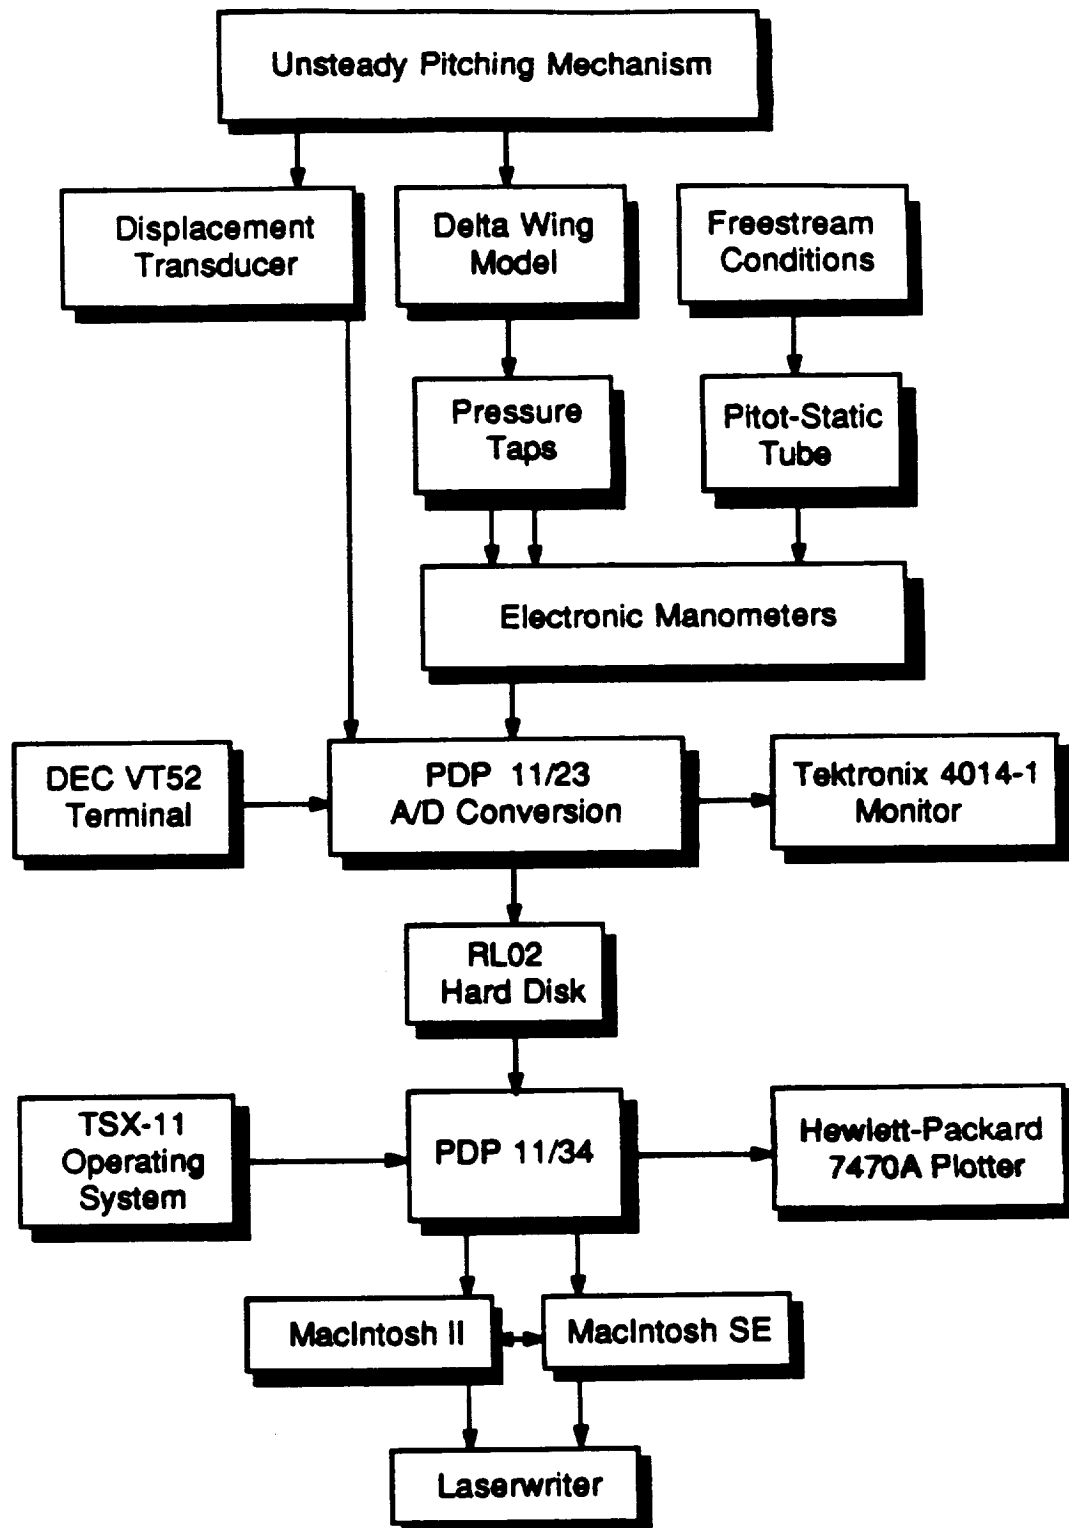 Unsteady Pitching Mechanism
Displacement
Transducer
Delta Wing
Model
Freestream
Conditions
Pressure
Taps
Pitot-Static
Tube
Electronic Manometers
DEC VT52
Terminal
PDP 11/23
A/D Conversion
Tektronix 4014-1
Monitor
RL02
Hard Disk
TSX-11
Operating
System
PDP 11/34
Hewlett-Packard
7470A Plotter
MacIntosh II
MacIntosh SE
Laserwriter